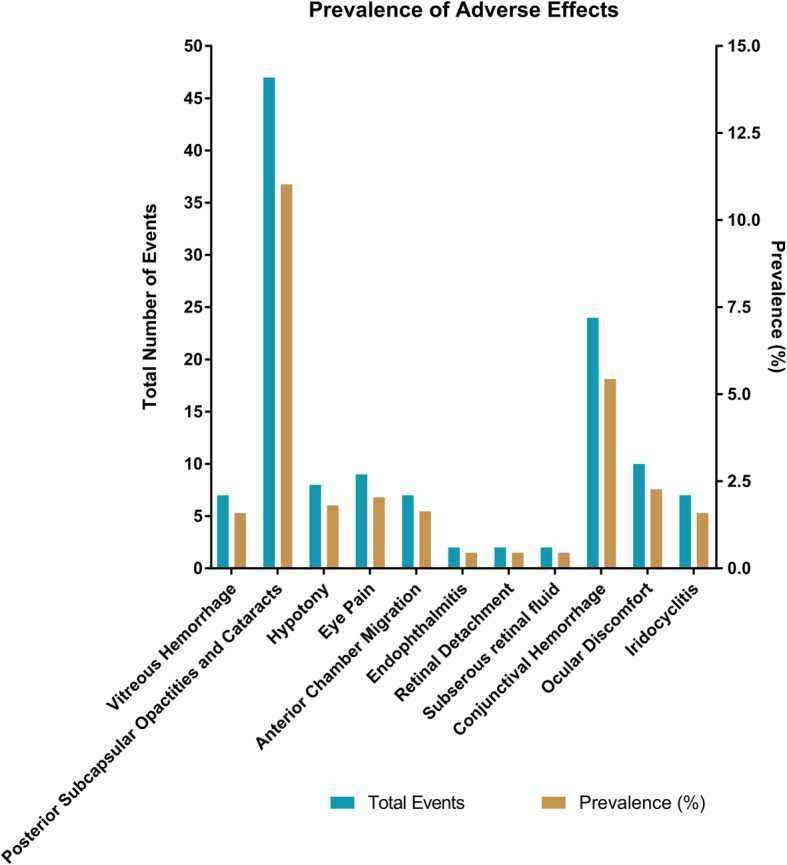 Prevalence of Adverse Effects
50
45
40
35
30
25
20
15
10
5
0
Total Number of Events
15.0
12.5
10.0
7.5
5.0
2.5
0.0
Prevalence (%)
Vitreous Hemorrhage
Posterior Subcapsular Opactities and Cataracts
Hypotony
Eye Pain
Anterior Chamber Migration
Endophthalmitis
Retinal Detachment
Subserous retinal fluid
Conjunctival Hemorrhage
Ocular Discomfort
Iridocyclitis
Total Events
Prevalence (%)